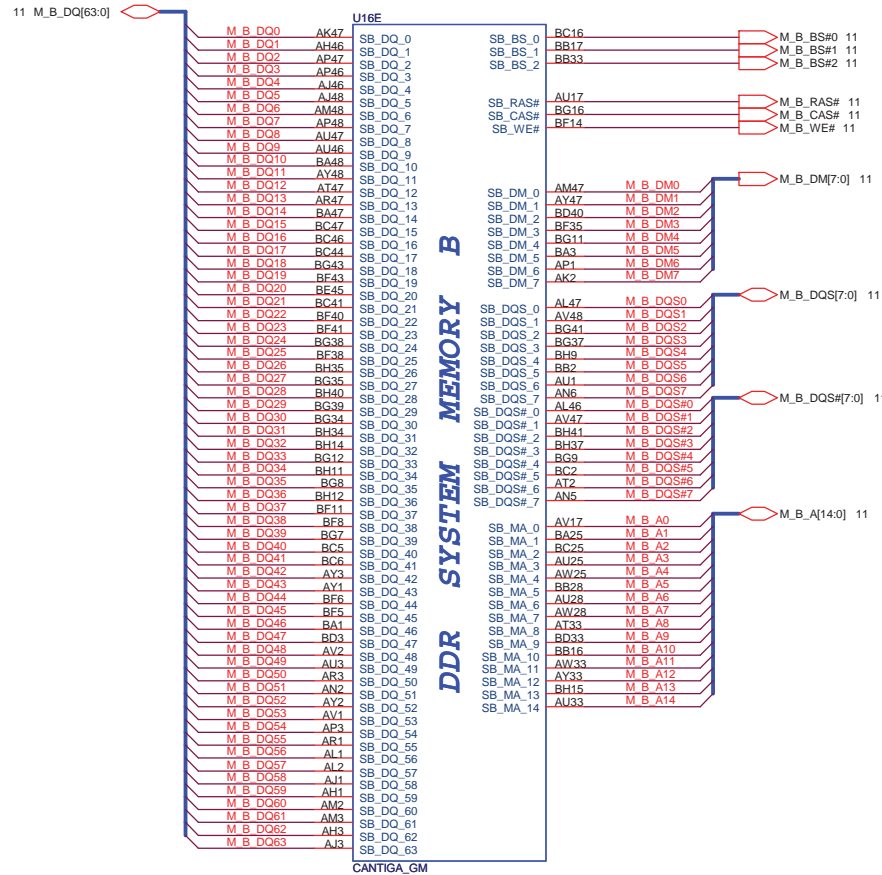 11 M_B_DQ[63:0]
U16E
M_B_DQ0 AK47 SB_DQ_0
M_B_DQ1 AH46 SB_DQ_1
M_B_DQ2 AP47 SB_DQ_2
M_B_DQ3 AP46 SB_DQ_3
M_B_DQ4 AJ46 SB_DQ_4
M_B_DQ5 AJ48 SB_DQ_5
M_B_DQ6 AM48 SB_DQ_6
M_B_DQ7 AP48 SB_DQ_7
M_B_DQ8 AU47 SB_DQ_8
M_B_DQ9 AU46 SB_DQ_9
M_B_DQ10 BA48 SB_DQ_10
M_B_DQ11 AY48 SB_DQ_11
M_B_DQ12 AT47 SB_DQ_12
M_B_DQ13 AR47 SB_DQ_13
M_B_DQ14 BA47 SB_DQ_14
M_B_DQ15 BC47 SB_DQ_15
M_B_DQ16 BC46 SB_DQ_16
M_B_DQ17 BC44 SB_DQ_17
M_B_DQ18 BG43 SB_DQ_18
M_B_DQ19 BF43 SB_DQ_19
M_B_DQ20 BE45 SB_DQ_20
M_B_DQ21 BC41 SB_DQ_21
M_B_DQ22 BF40 SB_DQ_22
M_B_DQ23 BF41 SB_DQ_23
M_B_DQ24 BG38 SB_DQ_24
M_B_DQ25 BF38 SB_DQ_25
M_B_DQ26 BH35 SB_DQ_26
M_B_DQ27 BG35 SB_DQ_27
M_B_DQ28 BH40 SB_DQ_28
M_B_DQ29 BG39 SB_DQ_29
M_B_DQ30 BG34 SB_DQ_30
M_B_DQ31 BH34 SB_DQ_31
M_B_DQ32 BH14 SB_DQ_32
M_B_DQ33 BG12 SB_DQ_33
M_B_DQ34 BH11 SB_DQ_34
M_B_DQ35 BG8 SB_DQ_35
M_B_DQ36 BH12 SB_DQ_36
M_B_DQ37 BF11 SB_DQ_37
M_B_DQ38 BF8 SB_DQ_38
M_B_DQ39 BG7 SB_DQ_39
M_B_DQ40 BC5 SB_DQ_40
M_B_DQ41 BC6 SB_DQ_41
M_B_DQ42 AY3 SB_DQ_42
M_B_DQ43 AY1 SB_DQ_43
M_B_DQ44 BF6 SB_DQ_44
M_B_DQ45 BF5 SB_DQ_45
M_B_DQ46 BA1 SB_DQ_46
M_B_DQ47 BD3 SB_DQ_47
M_B_DQ48 AV2 SB_DQ_48
M_B_DQ49 AU3 SB_DQ_49
M_B_DQ50 AR3 SB_DQ_50
M_B_DQ51 AN2 SB_DQ_51
M_B_DQ52 AY2 SB_DQ_52
M_B_DQ53 AV1 SB_DQ_53
M_B_DQ54 AP3 SB_DQ_54
M_B_DQ55 AR1 SB_DQ_55
M_B_DQ56 AL1 SB_DQ_56
M_B_DQ57 AL2 SB_DQ_57
M_B_DQ58 AJ1 SB_DQ_58
M_B_DQ59 AH1 SB_DQ_59
M_B_DQ60 AM2 SB_DQ_60
M_B_DQ61 AM3 SB_DQ_61
M_B_DQ62 AH3 SB_DQ_62
M_B_DQ63 AJ3 SB_DQ_63
DDR SYSTEM MEMORY B
SB_BS_0 BC16 M_B_BS#0 11
SB_BS_1 BB17 M_B_BS#1 11
SB_BS_2 BB33 M_B_BS#2 11
SB_RAS# AU17 M_B_RAS# 11
SB_CAS# BG16 M_B_CAS# 11
SB_WE# BF14 M_B_WE# 11
M_B_DM[7:0] 11
SB_DM_0 AM47 M_B_DM0
SB_DM_1 AY47 M_B_DM1
SB_DM_2 BD40 M_B_DM2
SB_DM_3 BF35 M_B_DM3
SB_DM_4 BG11 M_B_DM4
SB_DM_5 BA3 M_B_DM5
SB_DM_6 AP1 M_B_DM6
SB_DM_7 AK2 M_B_DM7
M_B_DQS[7:0] 11
SB_DQS_0 AL47 M_B_DQS0
SB_DQS_1 AV48 M_B_DQS1
SB_DQS_2 BG41 M_B_DQS2
SB_DQS_3 BG37 M_B_DQS3
SB_DQS_4 BH9 M_B_DQS4
SB_DQS_5 BB2 M_B_DQS5
SB_DQS_6 AU1 M_B_DQS6
SB_DQS_7 AN6 M_B_DQS7
M_B_DQS#[7:0] 11
SB_DQS#_0 AL46 M_B_DQS#0
SB_DQS#_1 AV47 M_B_DQS#1
SB_DQS#_2 BH41 M_B_DQS#2
SB_DQS#_3 BH37 M_B_DQS#3
SB_DQS#_4 BG9 M_B_DQS#4
SB_DQS#_5 BC2 M_B_DQS#5
SB_DQS#_6 AT2 M_B_DQS#6
SB_DQS#_7 AN5 M_B_DQS#7
M_B_A[14:0] 11
SB_MA_0 AV17 M_B_A0
SB_MA_1 BA25 M_B_A1
SB_MA_2 BC25 M_B_A2
SB_MA_3 AU25 M_B_A3
SB_MA_4 AW25 M_B_A4
SB_MA_5 BB28 M_B_A5
SB_MA_6 AU28 M_B_A6
SB_MA_7 AW28 M_B_A7
SB_MA_8 AT33 M_B_A8
SB_MA_9 BD33 M_B_A9
SB_MA_10 BB16 M_B_A10
SB_MA_11 AW33 M_B_A11
SB_MA_12 AY33 M_B_A12
SB_MA_13 BH15 M_B_A13
SB_MA_14 AU33 M_B_A14
CANTIGA_GM